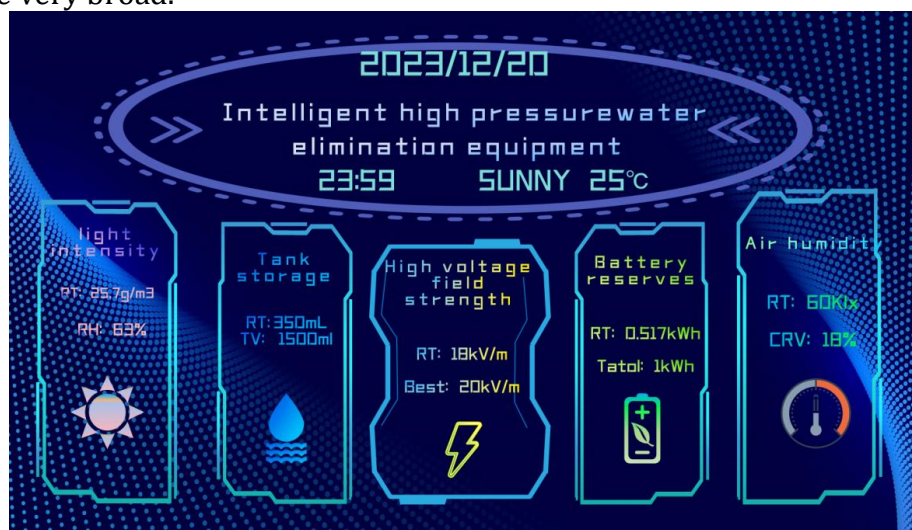 very broad.
2023/12/20
Intelligent high pressurewater
elimination equipment
23:59 SUNNY 25°C
light
intensity
RT: 25.7g/m3
RH: 63%
Tank
storage
RT:350mL
TV: 1500ml
High voltage
field
strength
RT: 18kV/m
Best: 20kV/m
Battery
reserves
RT: 0.517kWh
Tatol: 1kWh
Air humidit
RT: 60Klx
CRV: 18%